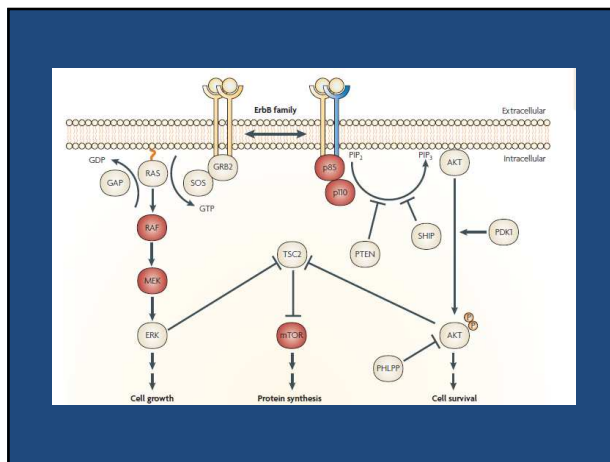 ErbB family
Extracellular
Intracellular
GDP
GAP
RAS
SOS
GRB2
GTP
p85
p110
PIP2
PIP3
AKT
RAF
PTEN
SHIP
PDK1
MEK
TSC2
ERK
mTOR
P
P
AKT
PHLPP
Cell growth
Protein synthesis
Cell survival